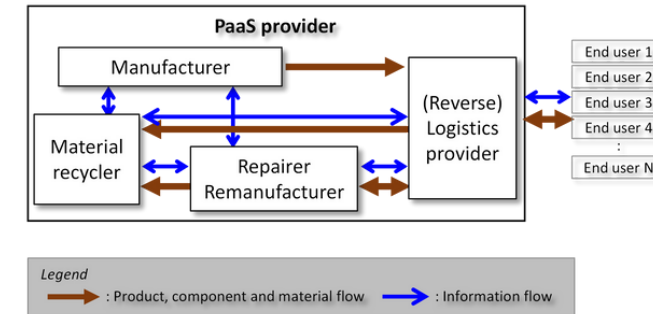 PaaS provider
Manufacturer
(Reverse)
Logistics
provider
Material
recycler
Repairer
Remanufacturer
End user 1
End user 2
End user 3
End user 4
:
End user N
Legend
: Product, component and material flow
: Information flow